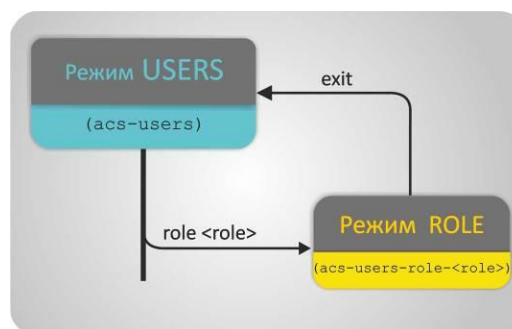 Режим USERS
(acs-users)
exit
role <role>
Режим ROLE
(acs-users-role-<role>)